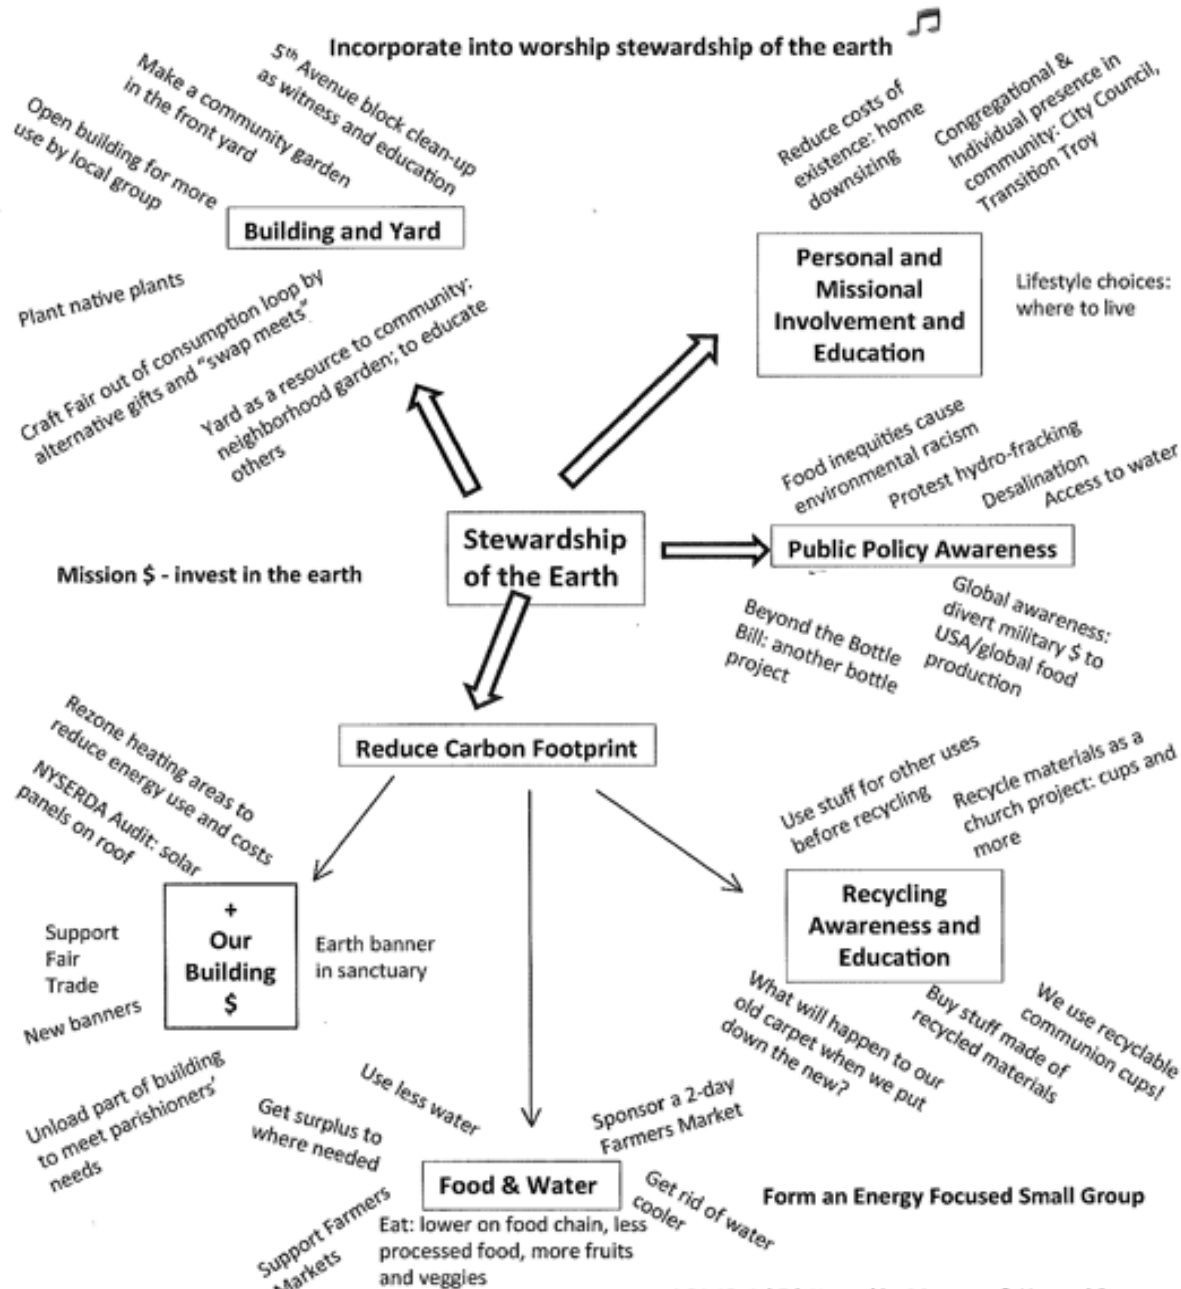 Incorporate into worship stewardship of the earth
5th Avenue block clean-up
as witness and education
Make a community garden
in the front yard
Open building for more
use by local group
Building and Yard
Plant native plants
Craft Fair out of consumption loop by
alternative gifts and "swap meets"
Yard as a resource to community:
neighborhood garden; to educate
others
Reduce costs of
existence: home
downsizing
Congregational &
Individual presence in
community: City Council,
Transition Troy
Personal and
Missional
Involvement and
Education
Lifestyle choices:
where to live
Food inequities cause
environmental racism
Protest hydro-fracking
Desalination
Access to water
Stewardship
of the Earth
Public Policy Awareness
Mission $ - invest in the earth
Beyond the Bottle
Bill: another bottle
project
Global awareness:
divert military $ to
USA/global food
production
Reduce Carbon Footprint
Rezone heating areas to
reduce energy use and costs
NYSERDA Audit: solar
panels on roof
+
Our
Building
$
Support
Fair
Trade
Earth banner
in sanctuary
New banners
Unload part of building
to meet parishioners'
needs
Use stuff for other uses
before recycling
Recycle materials as a
church project: cups and
more
Recycling
Awareness and
Education
What will happen to our
old carpet when we put
down the new?
Buy stuff made of
recycled materials
We use recyclable
communion cups!
Use less water
Get surplus to
where needed
Sponsor a 2-day
Farmers Market
Food & Water
Get rid of water
cooler
Support Farmers
Markets
Eat: lower on food chain, less
processed food, more fruits
and veggies
Form an Energy Focused Small Group